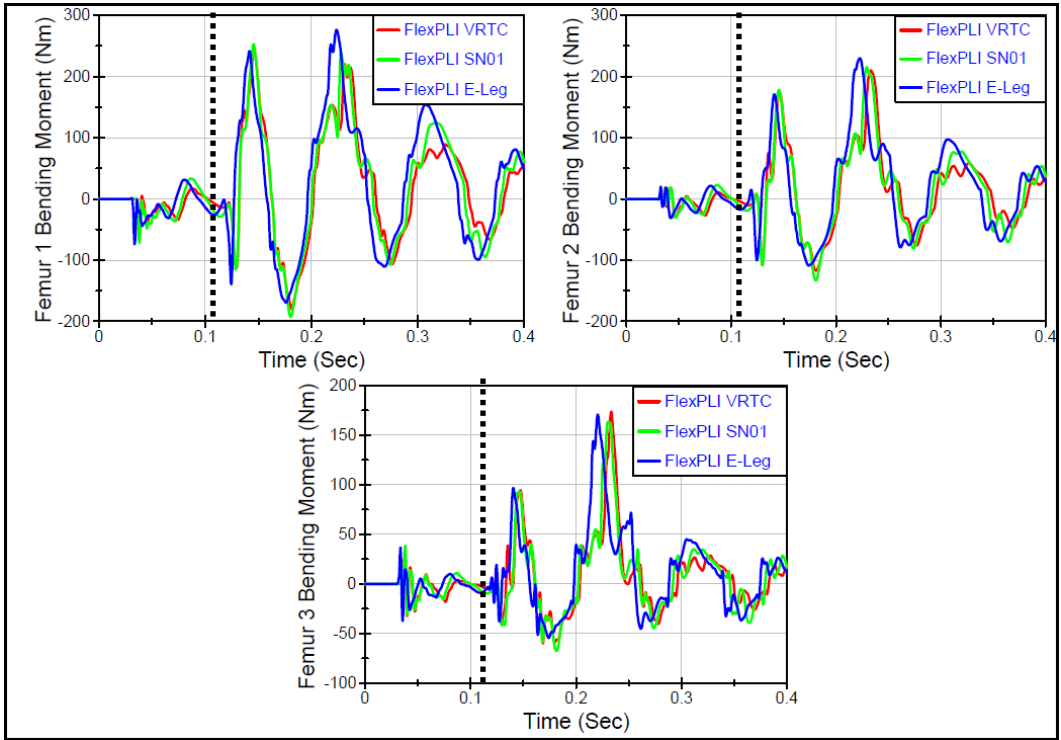 Femur 1 Bending Moment (Nm)
300
200
100
0
-100
-200
0
0.1
0.2
0.3
0.4
Time (Sec)
FlexPLI VRTC
FlexPLI SN01
FlexPLI E-Leg
Femur 2 Bending Moment (Nm)
300
200
100
0
-100
-200
0
0.1
0.2
0.3
0.4
Time (Sec)
FlexPLI VRTC
FlexPLI SN01
FlexPLI E-Leg
Femur 3 Bending Moment (Nm)
200
150
100
50
0
-50
-100
0
0.1
0.2
0.3
0.4
Time (Sec)
FlexPLI VRTC
FlexPLI SN01
FlexPLI E-Leg